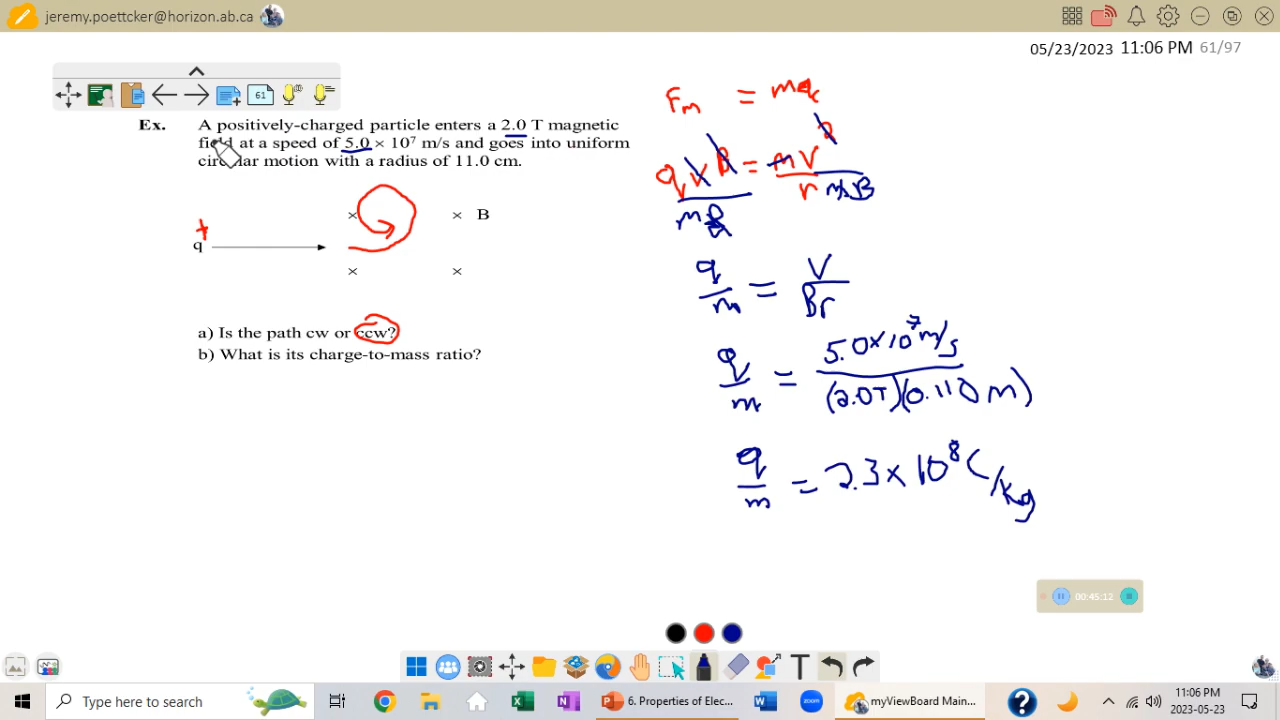 jeremy.poettcker@horizon.ab.ca
05/23/2023 11:06 PM 61/97
61
Ex. A positively-charged particle enters a 2.0 T magnetic
field at a speed of 5.0 × 10⁷ m/s and goes into uniform
circular motion with a radius of 11.0 cm.
+
q
× × B
× ×
a) Is the path cw or ccw?
b) What is its charge-to-mass ratio?
Fm = mac
qvB = mv²
m r m B
q/m = V/Br
q/m = 5.0×10⁷ m/s / (2.0T)(0.110 m)
q/m = 2.3 × 10⁸ C/kg
00:45:12
T
Type here to search
6. Properties of Elec...
zoom
myViewBoard Main...
11:06 PM
2023-05-23